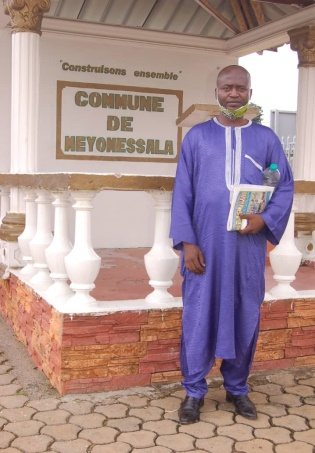 "Construisons ensemble"
COMMUNE
DE
MEYOMESSALA